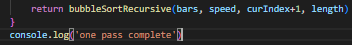 return bubbleSortRecursive(bars, speed, curIndex+1, length)
}
console.log('one pass complete')